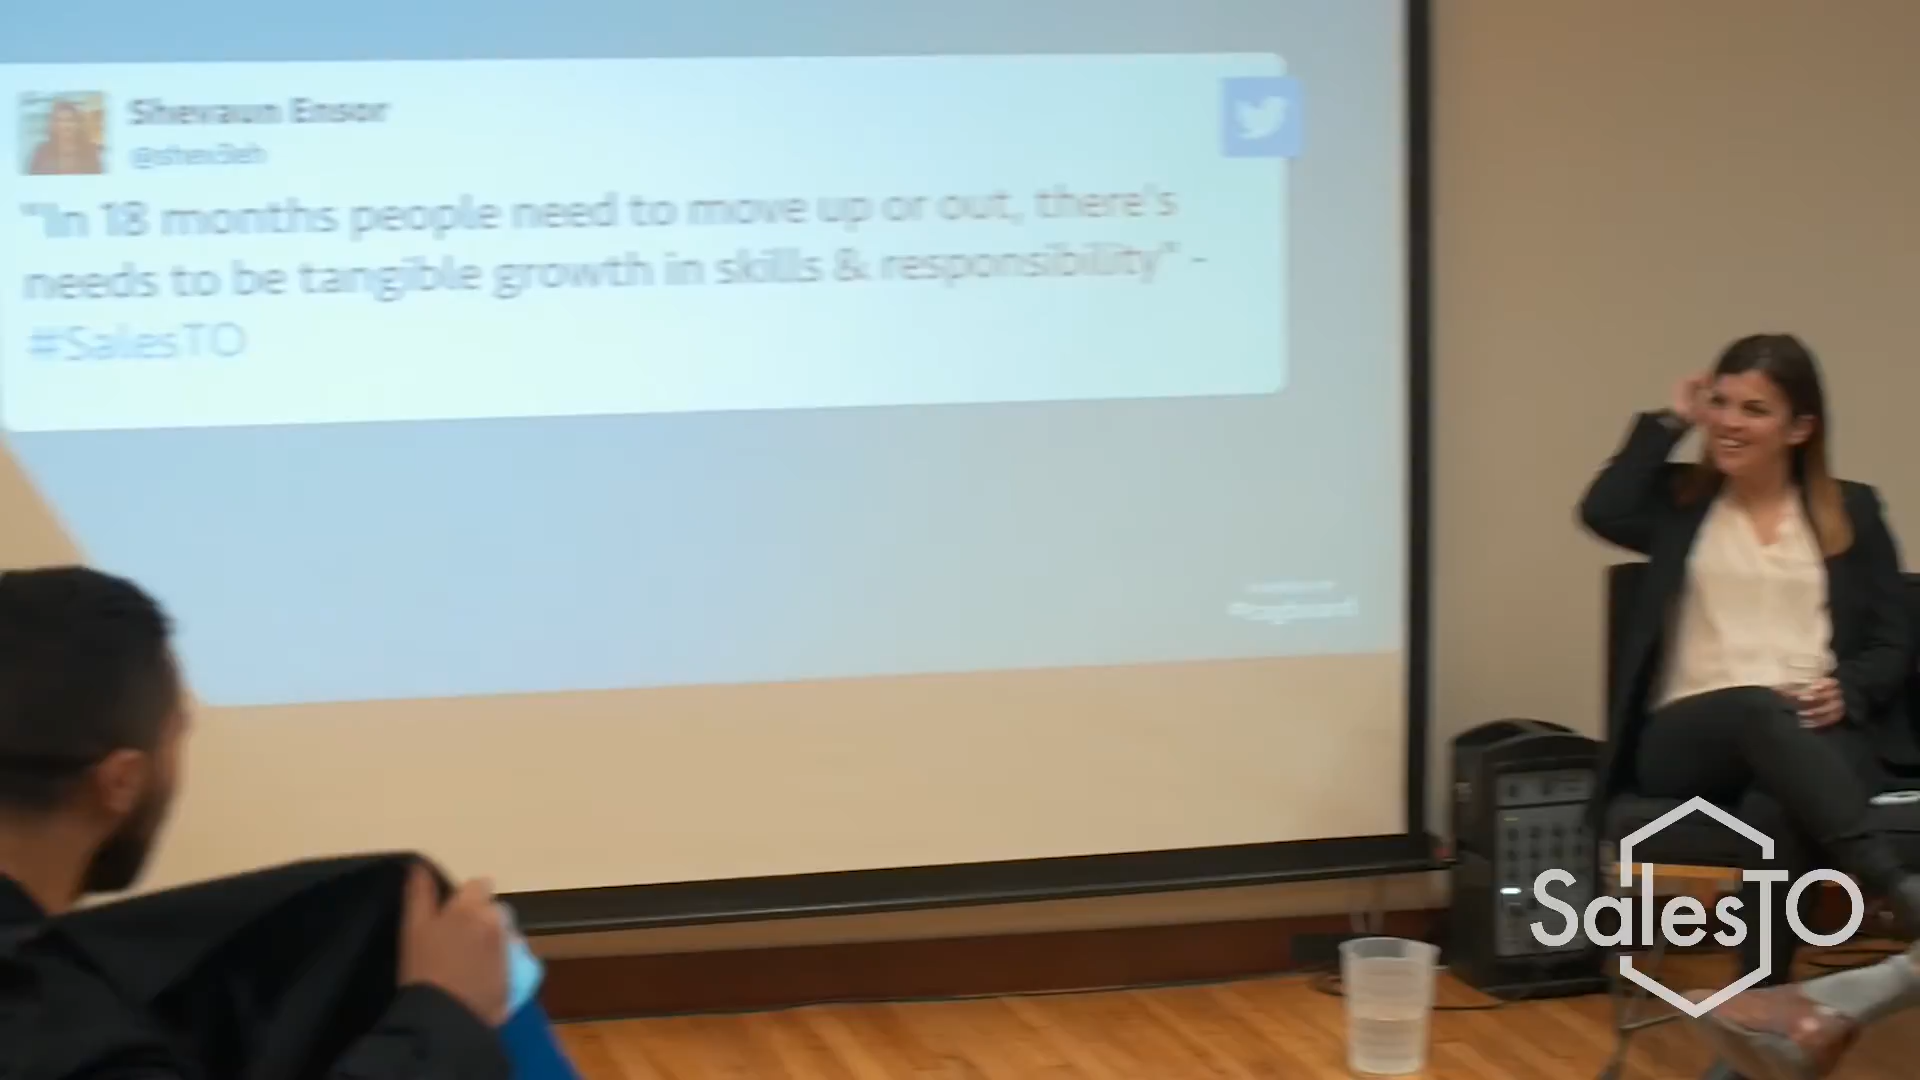 Shevaun Ensor
"In 18 months people need to move up or out, there's
needs to be tangible growth in skills & responsibility" -
#SalesTO
SalesTO